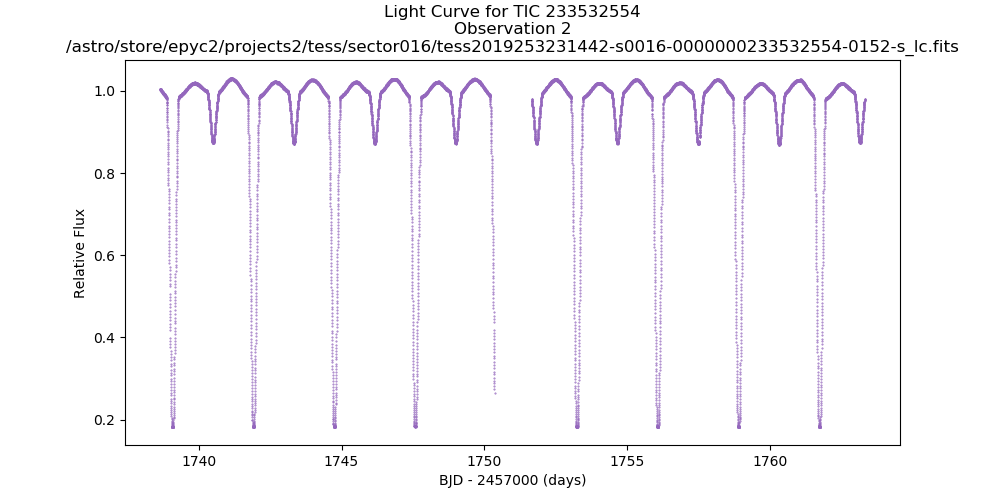 Light Curve for TIC 233532554
Observation 2
/astro/store/epyc2/projects2/tess/sector016/tess2019253231442-s0016-0000000233532554-0152-s_lc.fits
1.0
0.8
0.6
0.4
0.2
Relative Flux
1740 1745 1750 1755 1760
BJD - 2457000 (days)